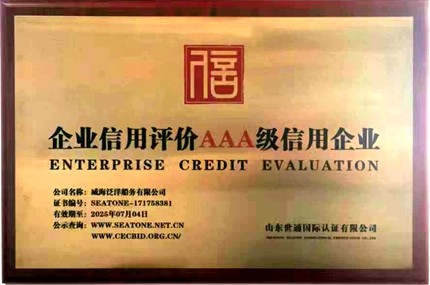 信
企业信用评价AAA级信用企业
ENTERPRISE CREDIT EVALUATION
公司名称：威海泛洋船务有限公司
证书编号：SEATONE-171758381
有效期至：2025年07月04日
公示查询：WWW.SEATONE.NET.CN
WWW.CECBID.ORG.CN/
山东世通国际认证有限公司